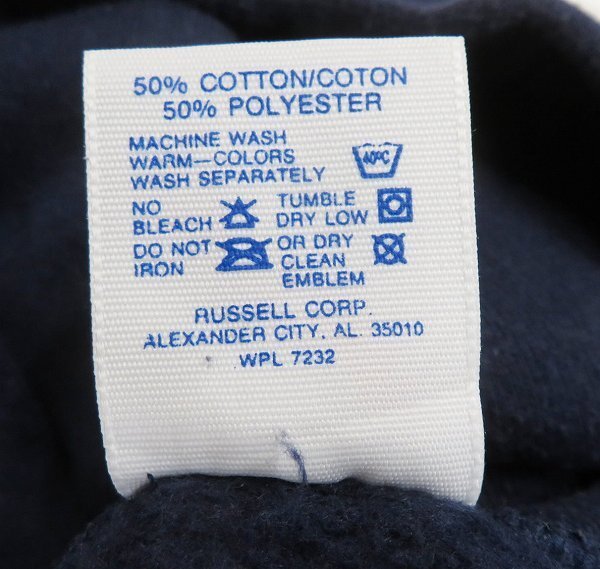 50% COTTON/COTON
50% POLYESTER
MACHINE WASH
WARM—COLORS
WASH SEPARATELY
40°C
NO
BLEACH
TUMBLE
DRY LOW
DO NOT
IRON
OR DRY
CLEAN
EMBLEM
RUSSELL CORP.
ALEXANDER CITY, AL. 35010
WPL 7232